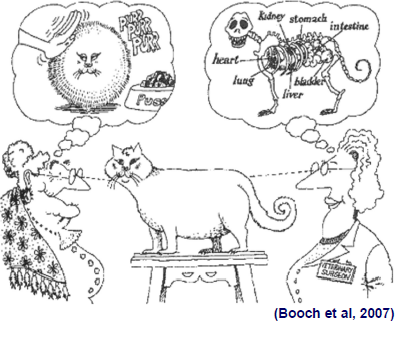 PURR
PURR
PURR
Puss
Kidney stomach
intestine
heart
lung
bladder
liver
VETERINARY
SURGEON
(Booch et al, 2007)